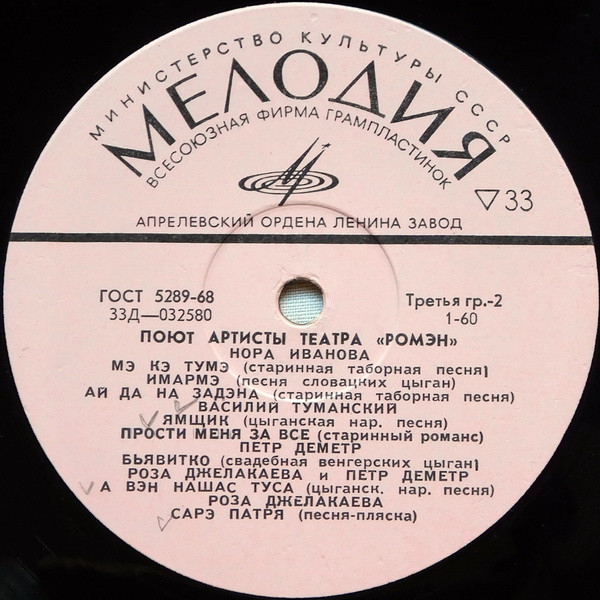 МИНИСТЕРСТВО КУЛЬТУРЫ СССР
МЕЛОДИЯ
ВСЕСОЮЗНАЯ ФИРМА ГРАМПЛАСТИНОК
▽33
АПРЕЛЕВСКИЙ ОРДЕНА ЛЕНИНА ЗАВОД
ГОСТ 5289-68
Третья гр.-2
33Д—032580
1-60
ПОЮТ АРТИСТЫ ТЕАТРА «РОМЭН»
НОРА ИВАНОВА
МЭ КЭ ТУМЭ (старинная таборная песня)
ИМАРМЭ (песня словацких цыган)
АЙ ДА НА ЗАДЭНА (старинная таборная песня)
ВАСИЛИЙ ТУМАНСКИЙ
ЯМЩИК (цыганская нар. песня)
ПРОСТИ МЕНЯ ЗА ВСЕ (старинный романс)
ПЕТР ДЕМЕТР
БЬЯВИТКО (свадебная венгерских цыган)
РОЗА ДЖЕЛАКАЕВА и ПЕТР ДЕМЕТР
А ВЭН НАШАС ТУСА (цыганск. нар. песня)
РОЗА ДЖЕЛАКАЕВА
САРЭ ПАТРЯ (песня-пляска)